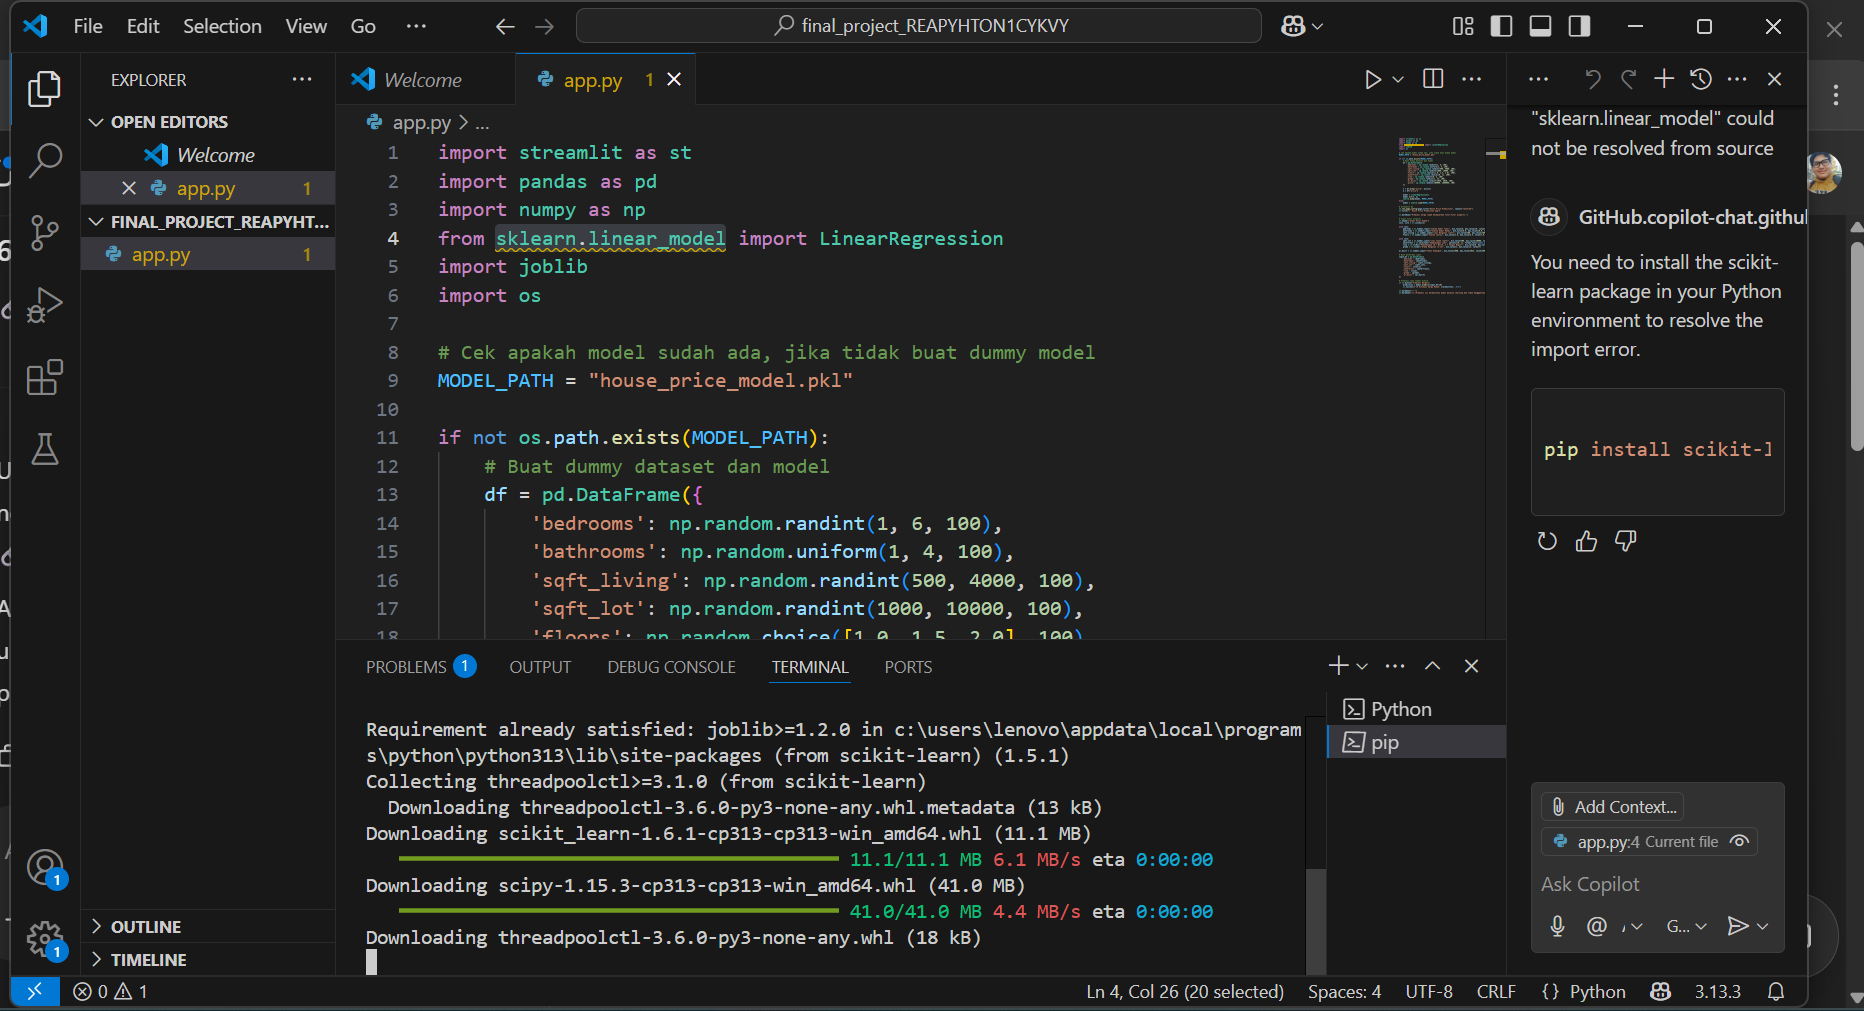 File Edit Selection View Go ···
final_project_REAPYHTON1CYKVY
EXPLORER
OPEN EDITORS
Welcome
app.py 1
FINAL_PROJECT_REAPYHT...
app.py 1
OUTLINE
TIMELINE
Welcome
app.py 1
app.py > ...
1 import streamlit as st
2 import pandas as pd
3 import numpy as np
4 from sklearn.linear_model import LinearRegression
5 import joblib
6 import os
7
8 # Cek apakah model sudah ada, jika tidak buat dummy model
9 MODEL_PATH = "house_price_model.pkl"
10
11 if not os.path.exists(MODEL_PATH):
12 # Buat dummy dataset dan model
13 df = pd.DataFrame({
14 'bedrooms': np.random.randint(1, 6, 100),
15 'bathrooms': np.random.uniform(1, 4, 100),
16 'sqft_living': np.random.randint(500, 4000, 100),
17 'sqft_lot': np.random.randint(1000, 10000, 100),
18 'floors': np.random.choice([1.0, 1.5, 2.0], 100)
PROBLEMS 1 OUTPUT DEBUG CONSOLE TERMINAL PORTS
Requirement already satisfied: joblib>=1.2.0 in c:\users\lenovo\appdata\local\program
s\python\python313\lib\site-packages (from scikit-learn) (1.5.1)
Collecting threadpoolctl>=3.1.0 (from scikit-learn)
Downloading threadpoolctl-3.6.0-py3-none-any.whl.metadata (13 kB)
Downloading scikit_learn-1.6.1-cp313-cp313-win_amd64.whl (11.1 MB)
11.1/11.1 MB 6.1 MB/s eta 0:00:00
Downloading scipy-1.15.3-cp313-cp313-win_amd64.whl (41.0 MB)
41.0/41.0 MB 4.4 MB/s eta 0:00:00
Downloading threadpoolctl-3.6.0-py3-none-any.whl (18 kB)
Python
pip
"sklearn.linear_model" could
not be resolved from source
GitHub.copilot-chat.githu
You need to install the scikit-
learn package in your Python
environment to resolve the
import error.
pip install scikit-l
Add Context...
app.py:4 Current file
Ask Copilot
@ G...
1
1
0 1
Ln 4, Col 26 (20 selected) Spaces: 4 UTF-8 CRLF {} Python 3.13.3